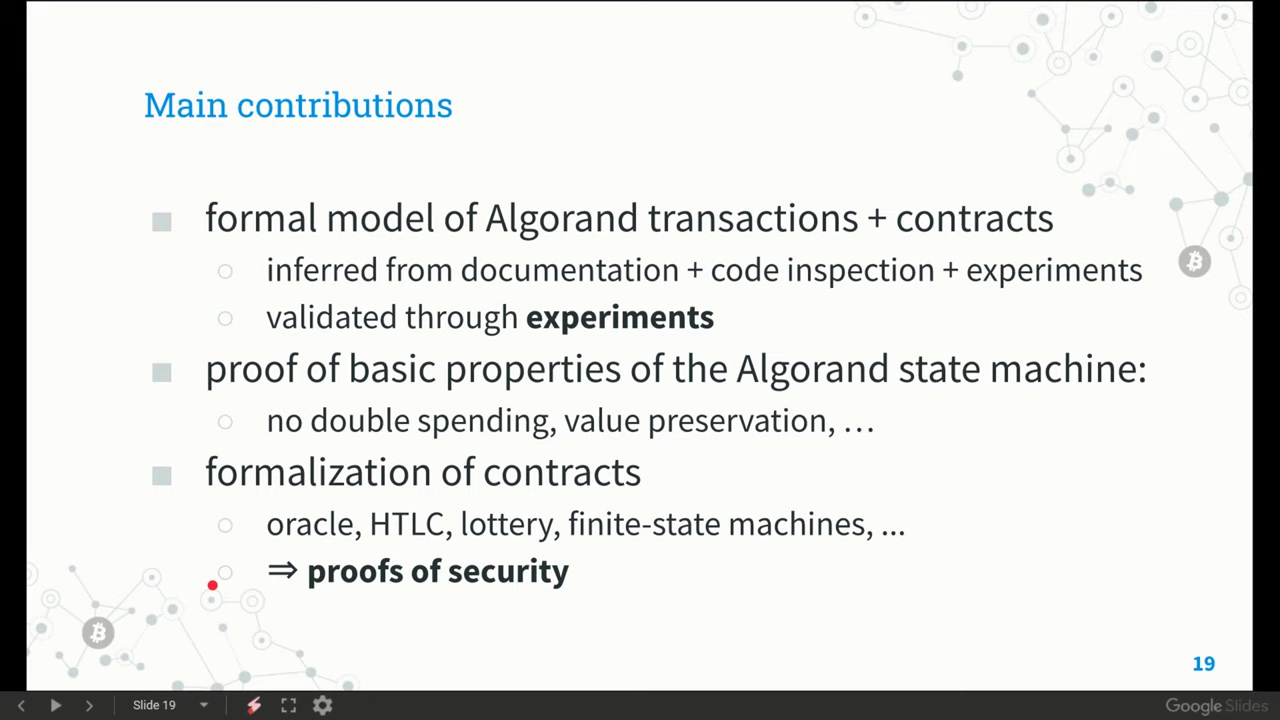 Main contributions
formal model of Algorand transactions + contracts
inferred from documentation + code inspection + experiments
validated through experiments
proof of basic properties of the Algorand state machine:
no double spending, value preservation, …
formalization of contracts
oracle, HTLC, lottery, finite-state machines, ...
⇒ proofs of security
19
Slide 19
Google Slides